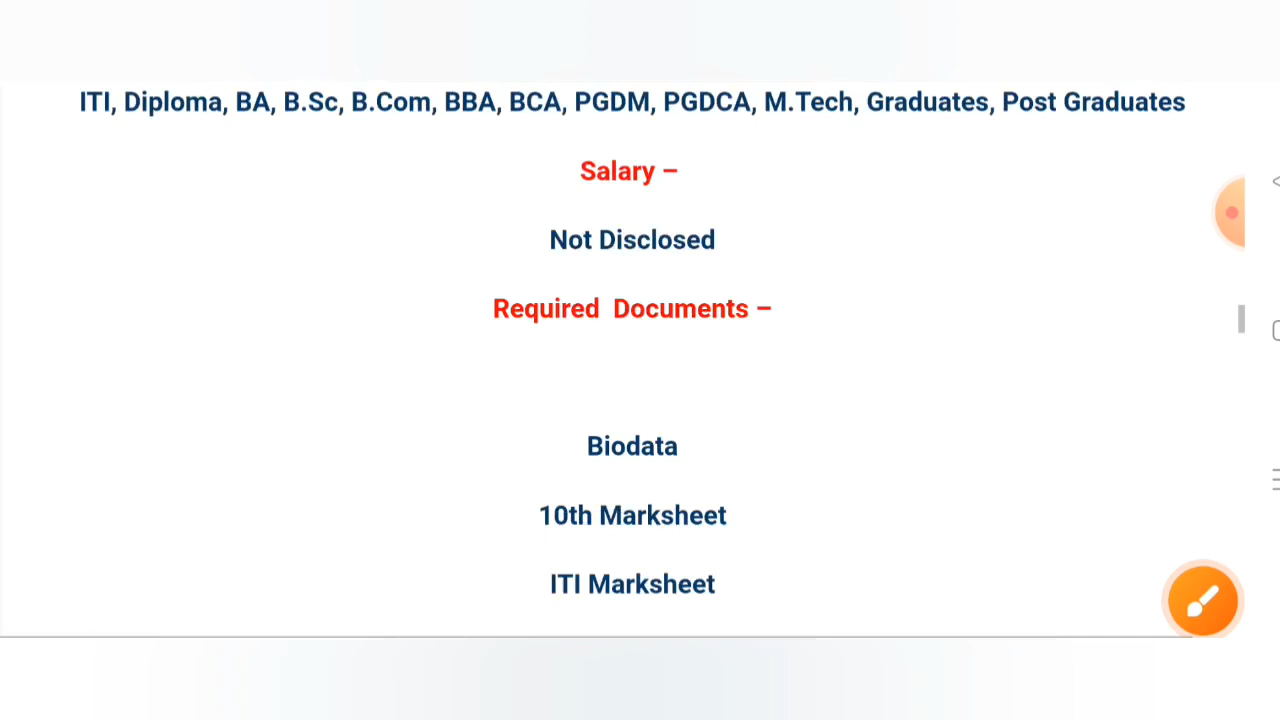 ITI, Diploma, BA, B.Sc, B.Com, BBA, BCA, PGDM, PGDCA, M.Tech, Graduates, Post Graduates
Salary –
Not Disclosed
Required Documents –
Biodata
10th Marksheet
ITI Marksheet